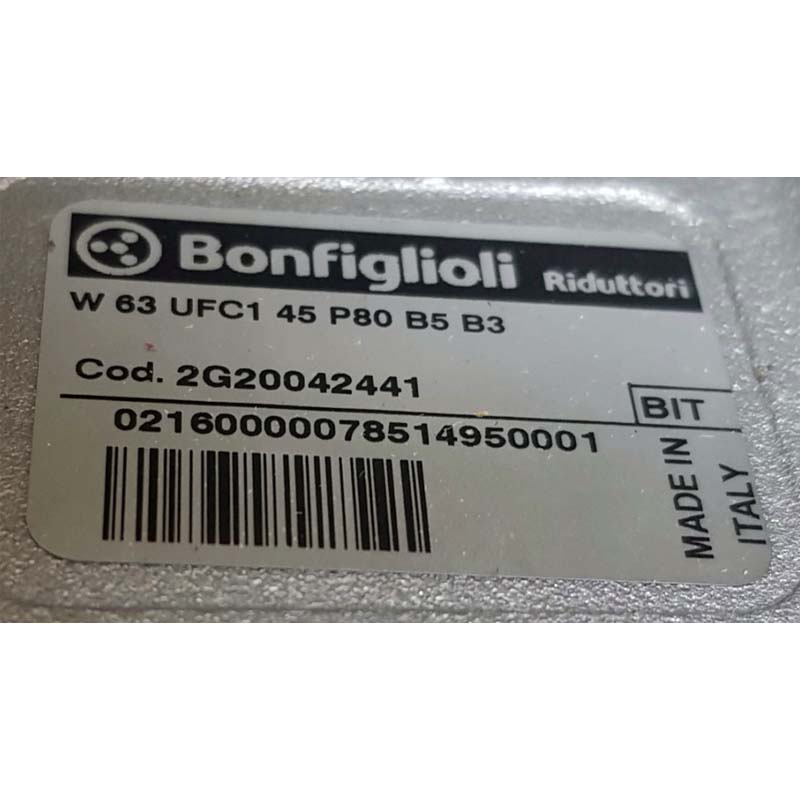 Bonfiglioli Riduttori
W 63 UFC1 45 P80 B5 B3
Cod. 2G20042441
BIT
02160000078514950001
MADE IN
ITALY